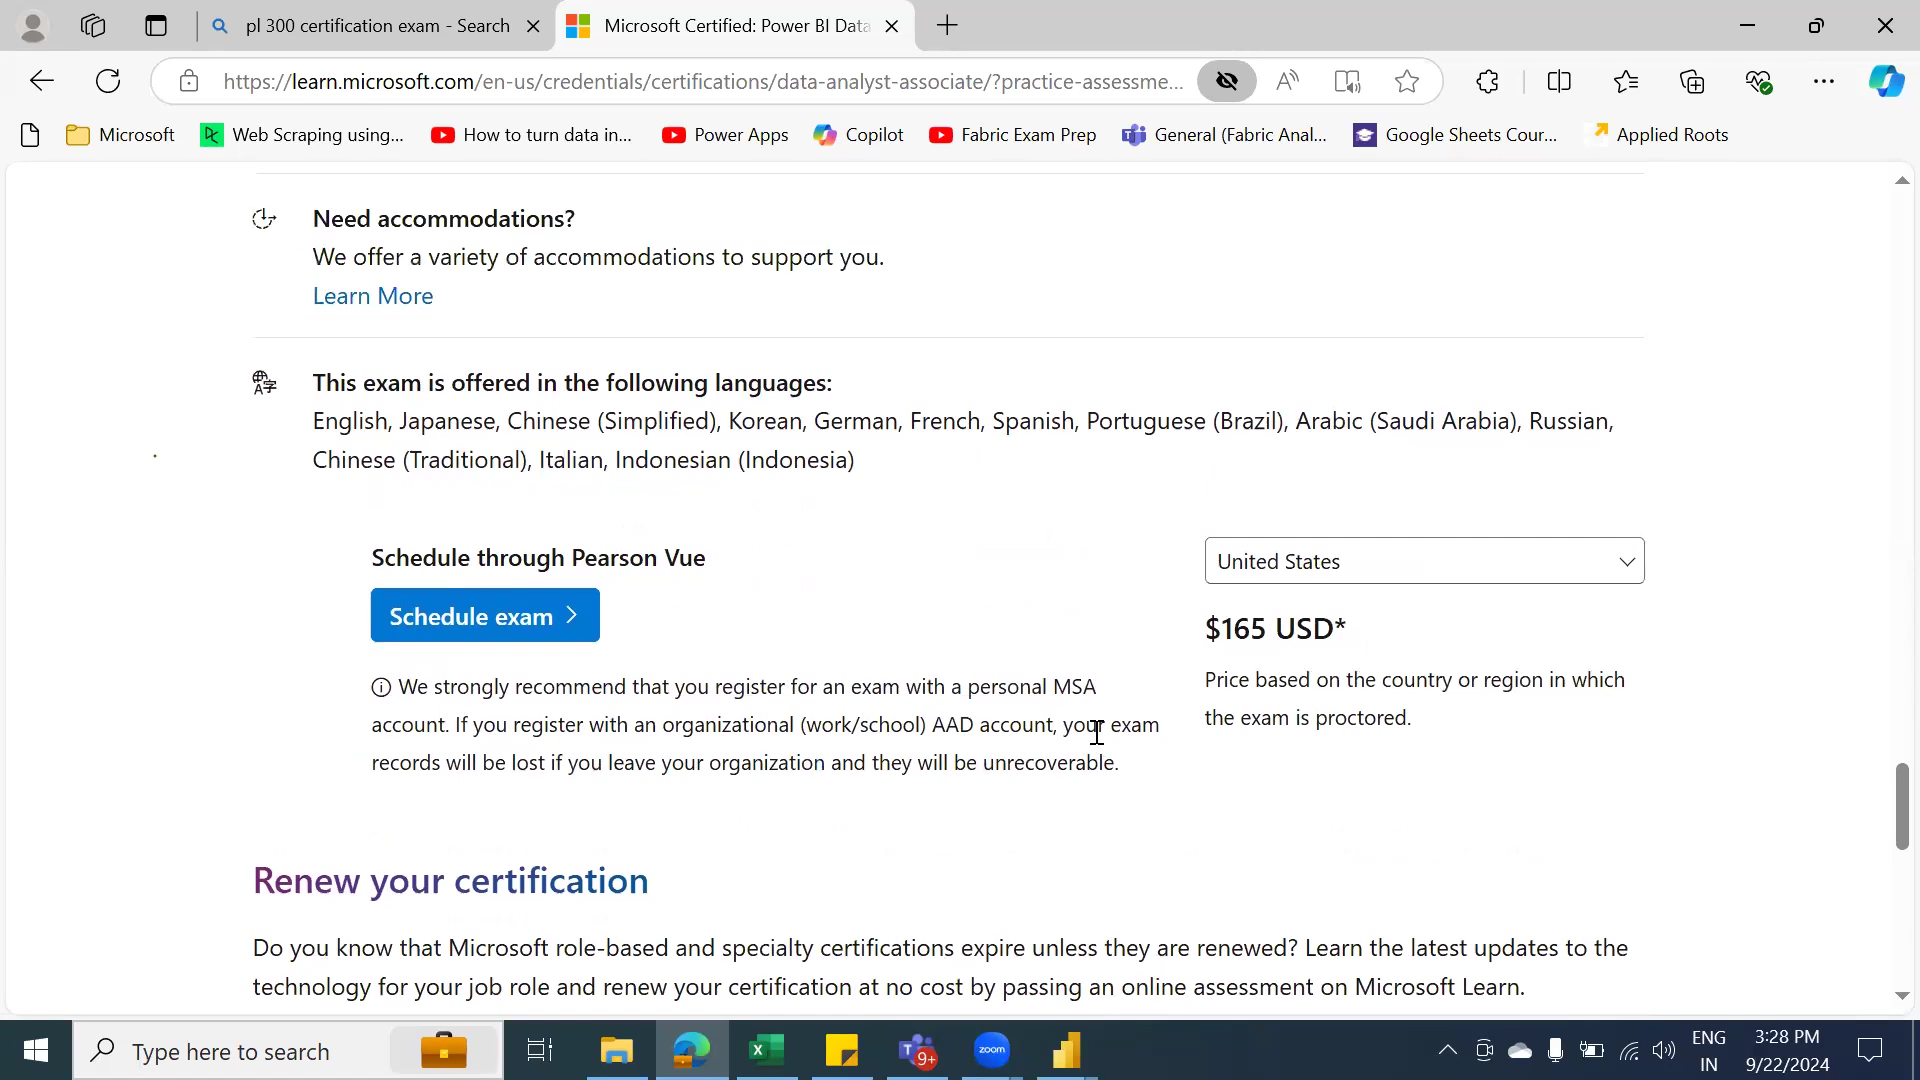 pl 300 certification exam - Search
Microsoft Certified: Power BI Data
https://learn.microsoft.com/en-us/credentials/certifications/data-analyst-associate/?practice-assessme...
Microsoft
Web Scraping using...
How to turn data in...
Power Apps
Copilot
Fabric Exam Prep
General (Fabric Anal...
Google Sheets Cour...
Applied Roots
Need accommodations?
We offer a variety of accommodations to support you.
Learn More
This exam is offered in the following languages:
English, Japanese, Chinese (Simplified), Korean, German, French, Spanish, Portuguese (Brazil), Arabic (Saudi Arabia), Russian,
Chinese (Traditional), Italian, Indonesian (Indonesia)
Schedule through Pearson Vue
Schedule exam
We strongly recommend that you register for an exam with a personal MSA
account. If you register with an organizational (work/school) AAD account, your exam
records will be lost if you leave your organization and they will be unrecoverable.
United States
$165 USD*
Price based on the country or region in which
the exam is proctored.
Renew your certification
Do you know that Microsoft role-based and specialty certifications expire unless they are renewed? Learn the latest updates to the
technology for your job role and renew your certification at no cost by passing an online assessment on Microsoft Learn.
Type here to search
9+
zoom
ENG
IN
3:28 PM
9/22/2024